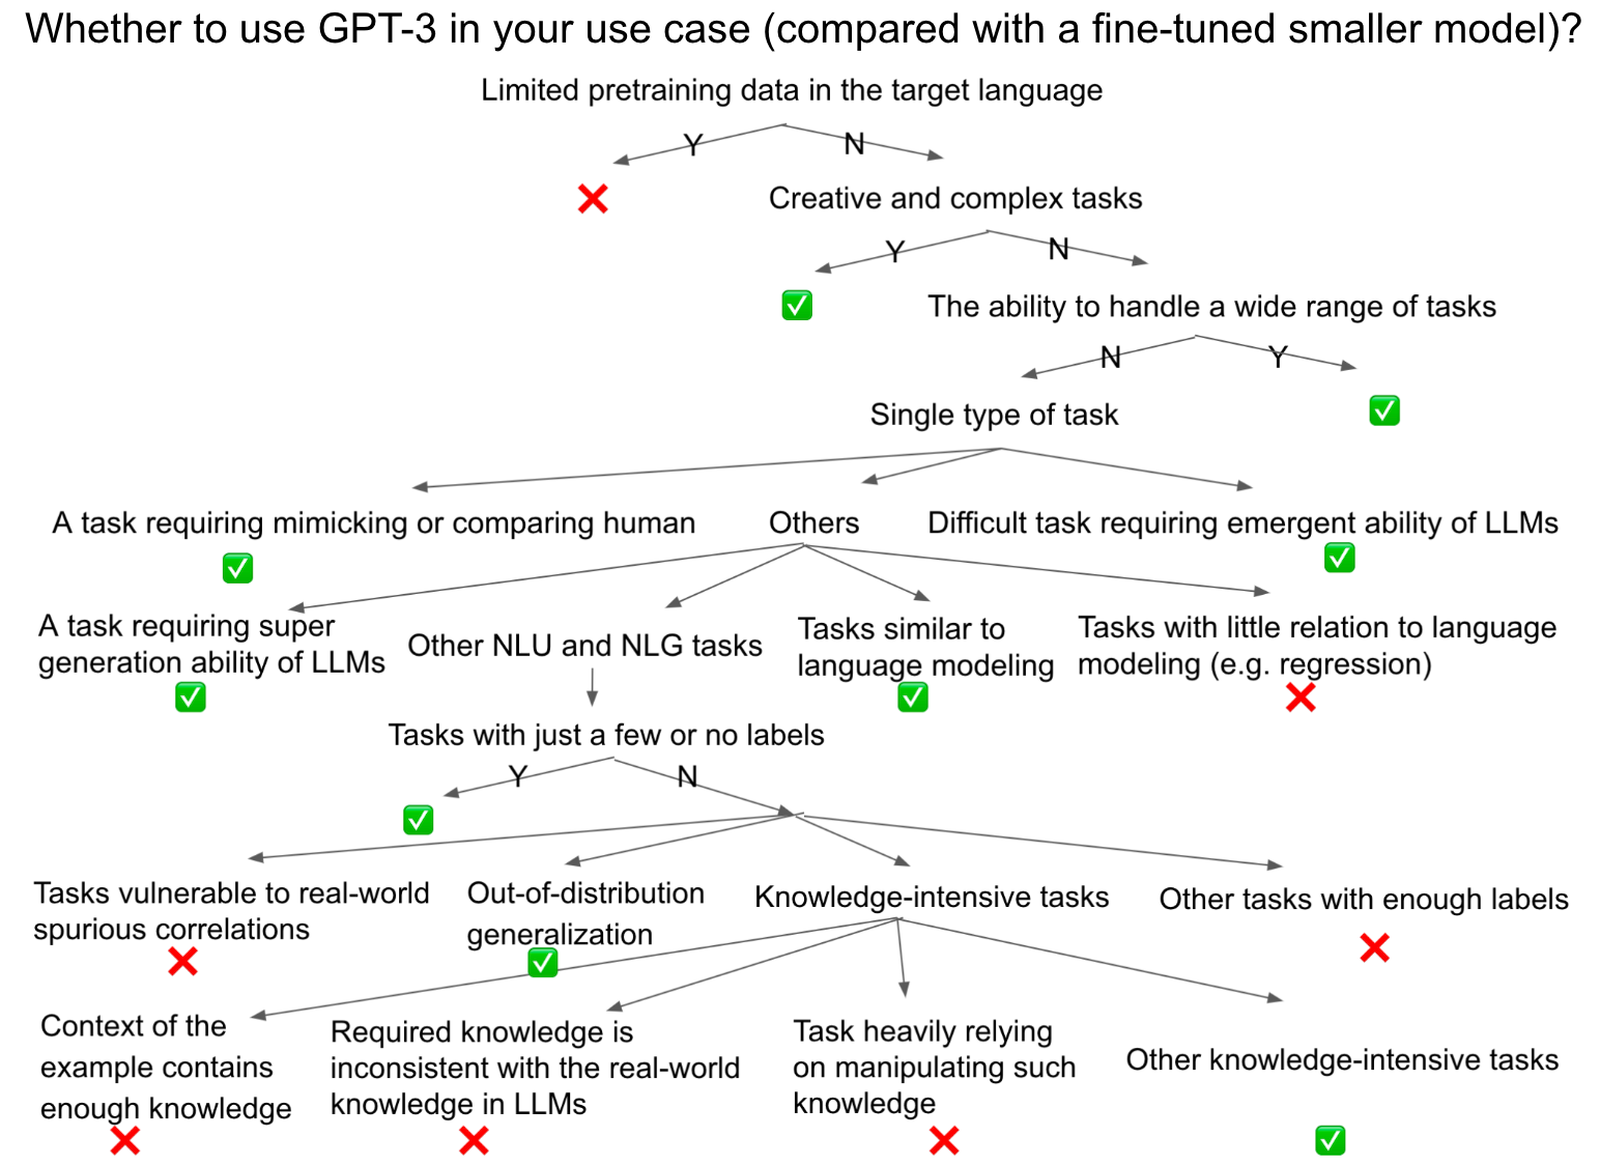 Whether to use GPT-3 in your use case (compared with a fine-tuned smaller model)?
Limited pretraining data in the target language
Y
N
Creative and complex tasks
Y
N
The ability to handle a wide range of tasks
N
Y
Single type of task
A task requiring mimicking or comparing human
Others
Difficult task requiring emergent ability of LLMs
A task requiring super
generation ability of LLMs
Other NLU and NLG tasks
Tasks similar to
language modeling
Tasks with little relation to language
modeling (e.g. regression)
Tasks with just a few or no labels
Y
N
Tasks vulnerable to real-world
spurious correlations
Out-of-distribution
generalization
Knowledge-intensive tasks
Other tasks with enough labels
Context of the
example contains
enough knowledge
Required knowledge is
inconsistent with the real-world
knowledge in LLMs
Task heavily relying
on manipulating such
knowledge
Other knowledge-intensive tasks